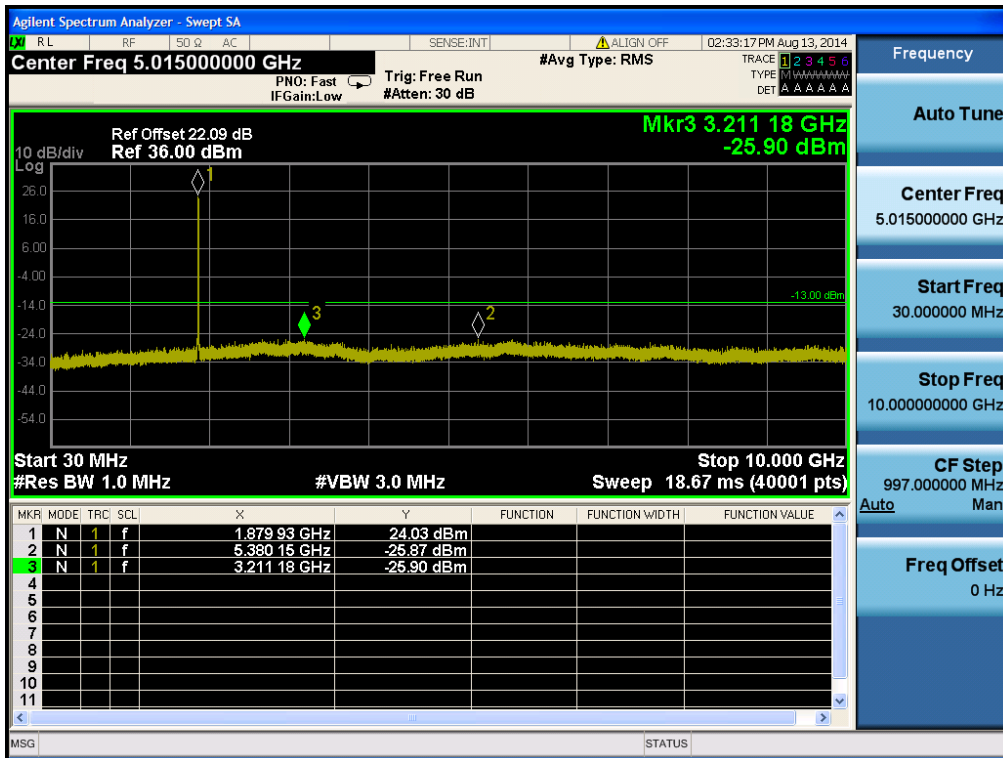 Agilent Spectrum Analyzer - Swept SA
LXI RL RF 50 Ω AC SENSE:INT ALIGN OFF 02:33:17 PM Aug 13, 2014
Center Freq 5.015000000 GHz #Avg Type: RMS TRACE 1 2 3 4 5 6
PNO: Fast Trig: Free Run TYPE M WWWWW
IFGain:Low #Atten: 30 dB DET A A A A A A
Mkr3 3.211 18 GHz
-25.90 dBm
Ref Offset 22.09 dB
10 dB/div Ref 36.00 dBm
Log
1
26.0
16.0
6.00
-4.00
-13.00 dBm
-14.0
3
2
-24.0
-34.0
-44.0
-54.0
Start 30 MHz Stop 10.000 GHz
#Res BW 1.0 MHz #VBW 3.0 MHz Sweep 18.67 ms (40001 pts)
MKR MODE TRC SCL X Y FUNCTION FUNCTION WIDTH FUNCTION VALUE
1 N 1 f 1.879 93 GHz 24.03 dBm
2 N 1 f 5.380 15 GHz -25.87 dBm
3 N 1 f 3.211 18 GHz -25.90 dBm
4
5
6
7
8
9
10
11
MSG STATUS
Frequency
Auto Tune
Center Freq
5.015000000 GHz
Start Freq
30.000000 MHz
Stop Freq
10.000000000 GHz
CF Step
997.000000 MHz
Auto Man
Freq Offset
0 Hz